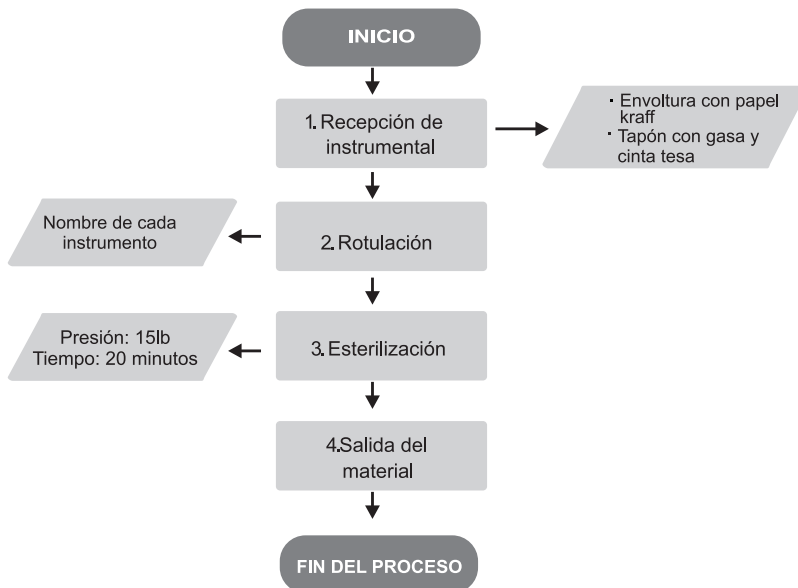 INICIO
1. Recepción de
instrumental
· Envoltura con papel
kraff
· Tapón con gasa y
cinta tesa
Nombre de cada
instrumento
2. Rotulación
Presión: 15lb
Tiempo: 20 minutos
3. Esterilización
4.Salida del
material
FIN DEL PROCESO